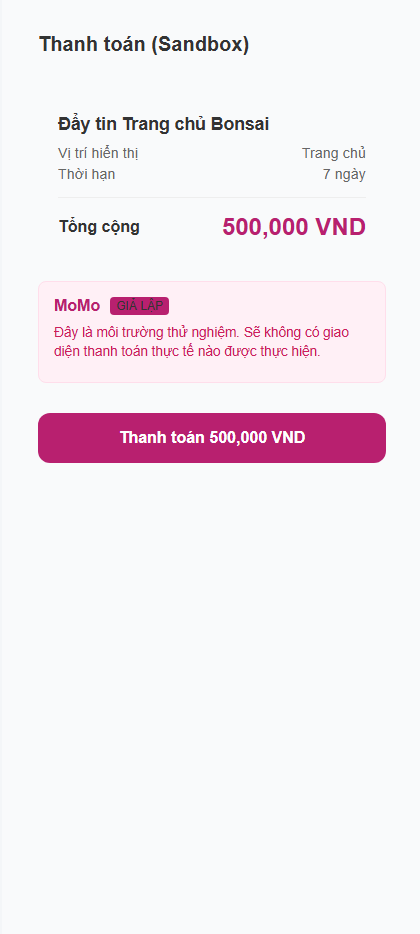 Thanh toán (Sandbox)
Đẩy tin Trang chủ Bonsai
Vị trí hiển thị Trang chủ
Thời hạn 7 ngày
Tổng cộng 500,000 VND
MoMo GIẢ LẬP
Đây là môi trường thử nghiệm. Sẽ không có giao
diện thanh toán thực tế nào được thực hiện.
Thanh toán 500,000 VND